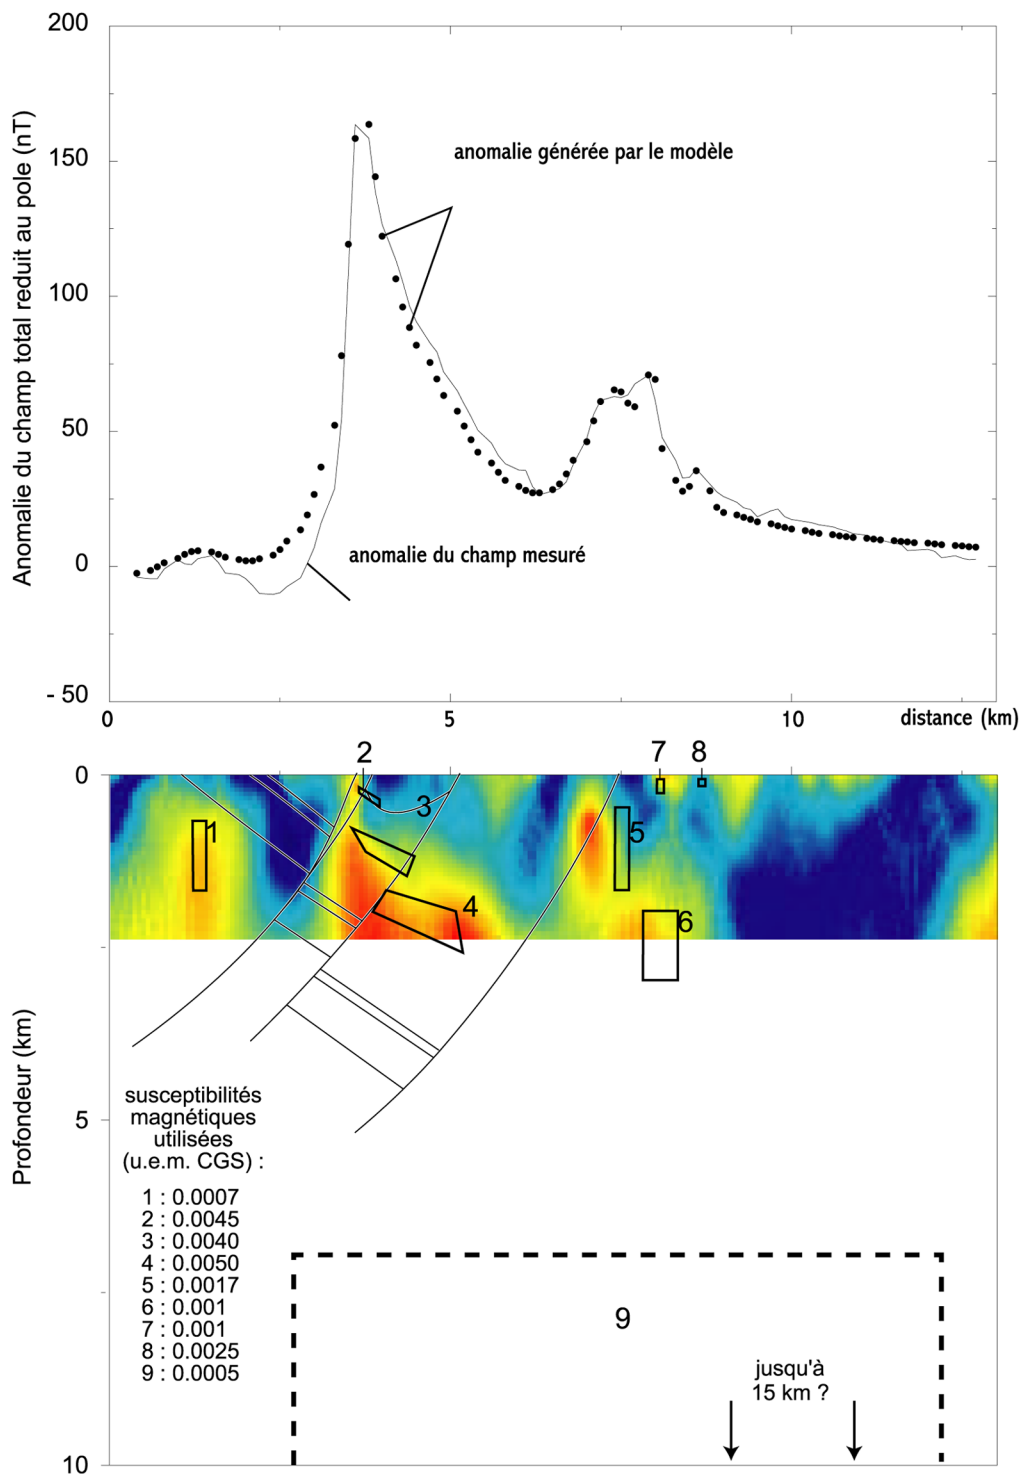 200
150
100
50
0
- 50
Anomalie du champ total reduit au pole (nT)
anomalie générée par le modèle
anomalie du champ mesuré
0
5
10
distance (km)
2
7
8
0
1
3
5
4
6
Profondeur (km)
5
10
susceptibilités
magnétiques
utilisées
(u.e.m. CGS) :
1 : 0.0007
2 : 0.0045
3 : 0.0040
4 : 0.0050
5 : 0.0017
6 : 0.001
7 : 0.001
8 : 0.0025
9 : 0.0005
9
jusqu'à
15 km ?